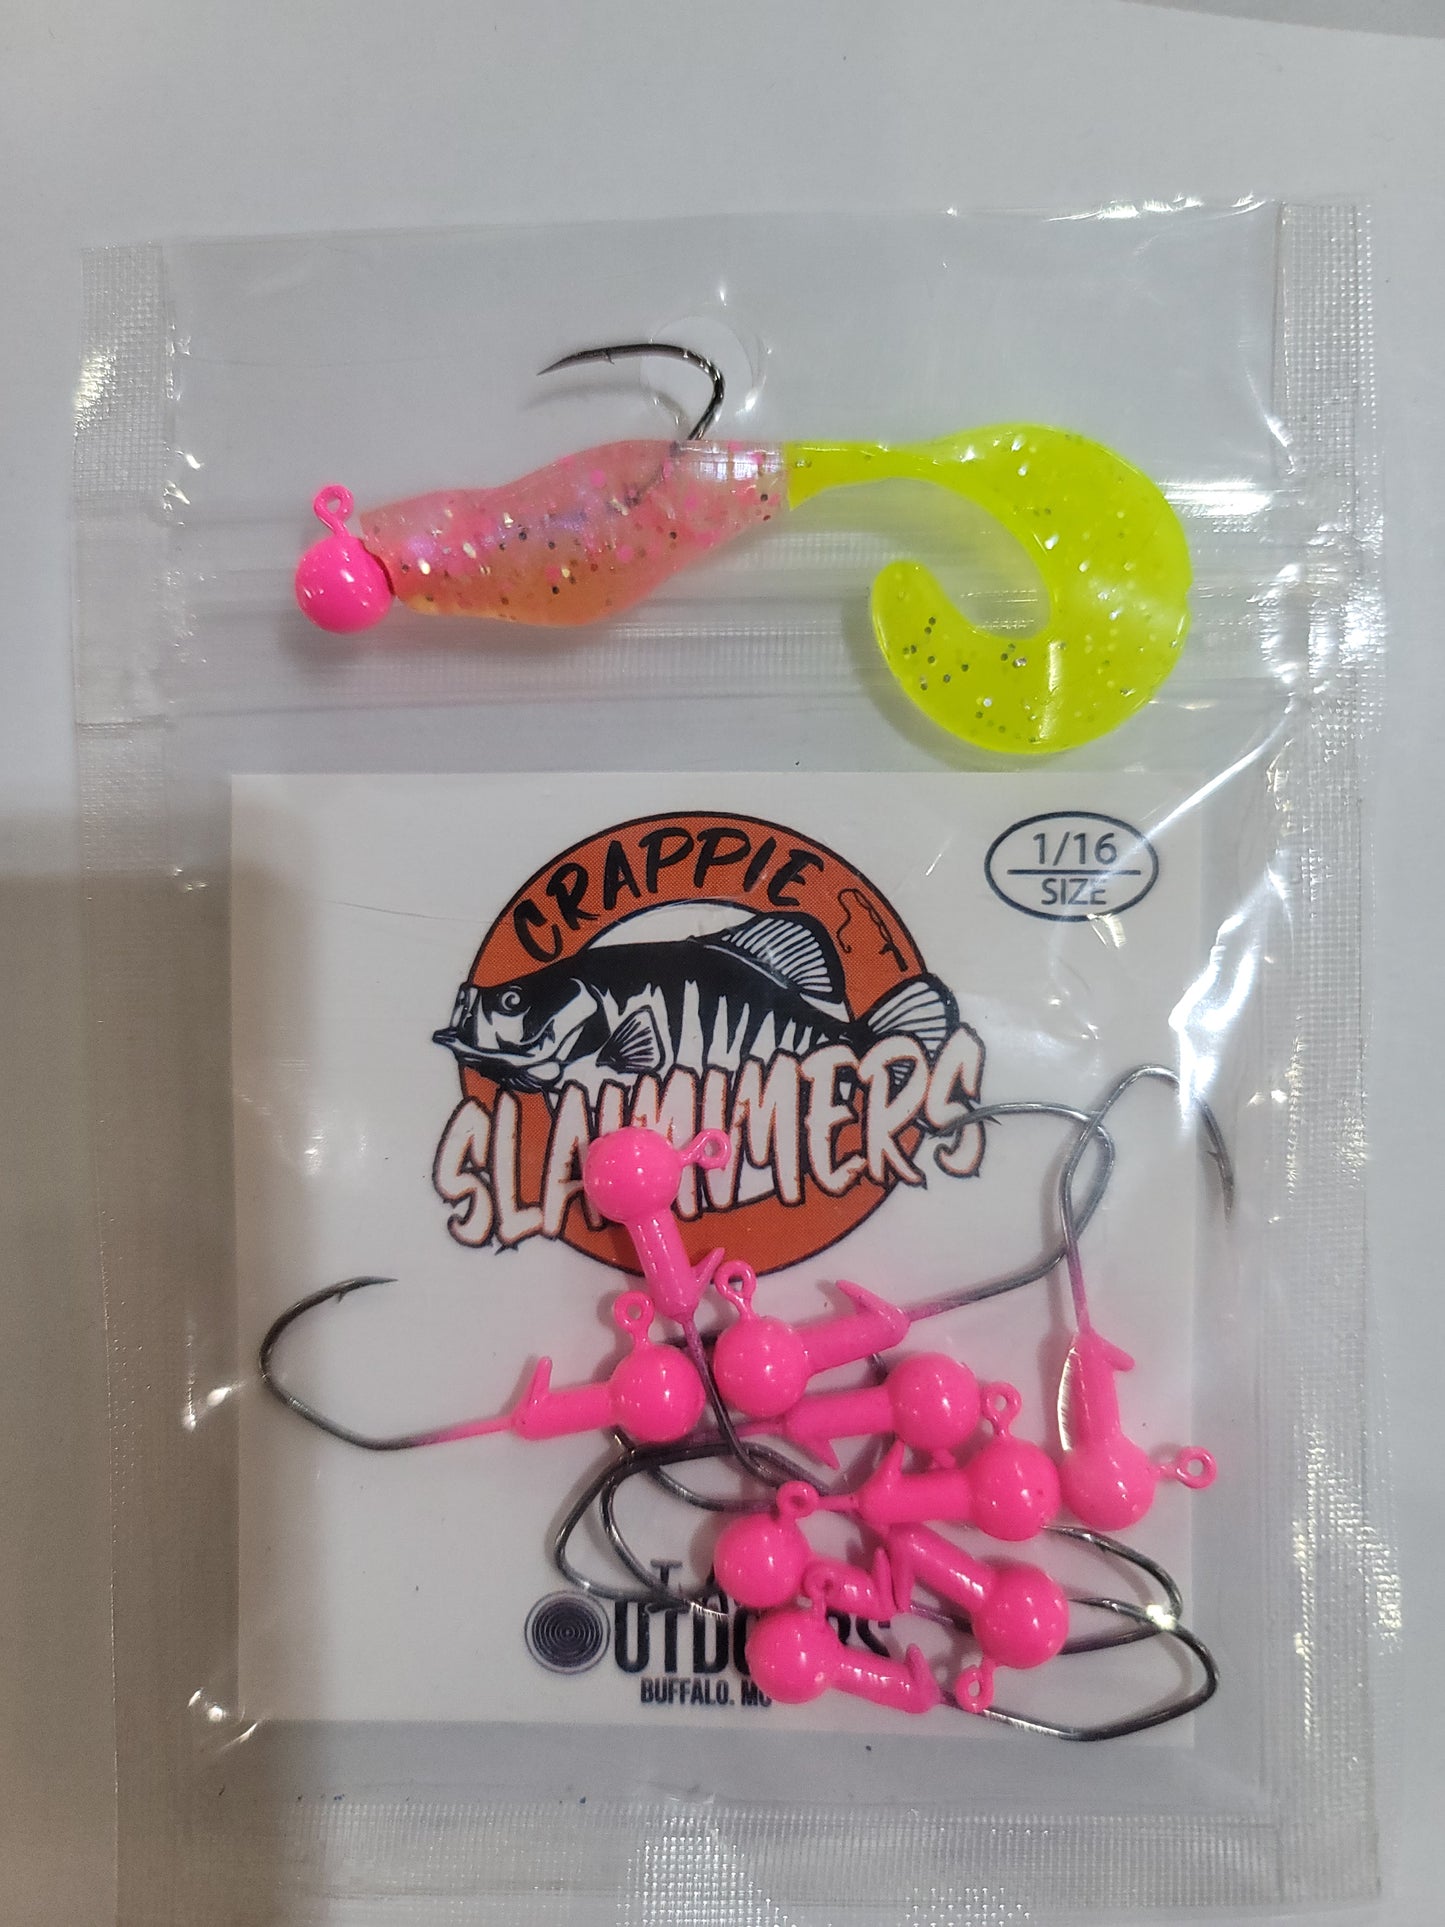 CRAPPIE
1/16
SIZE
SLAMMERS
BUFFALO, MO